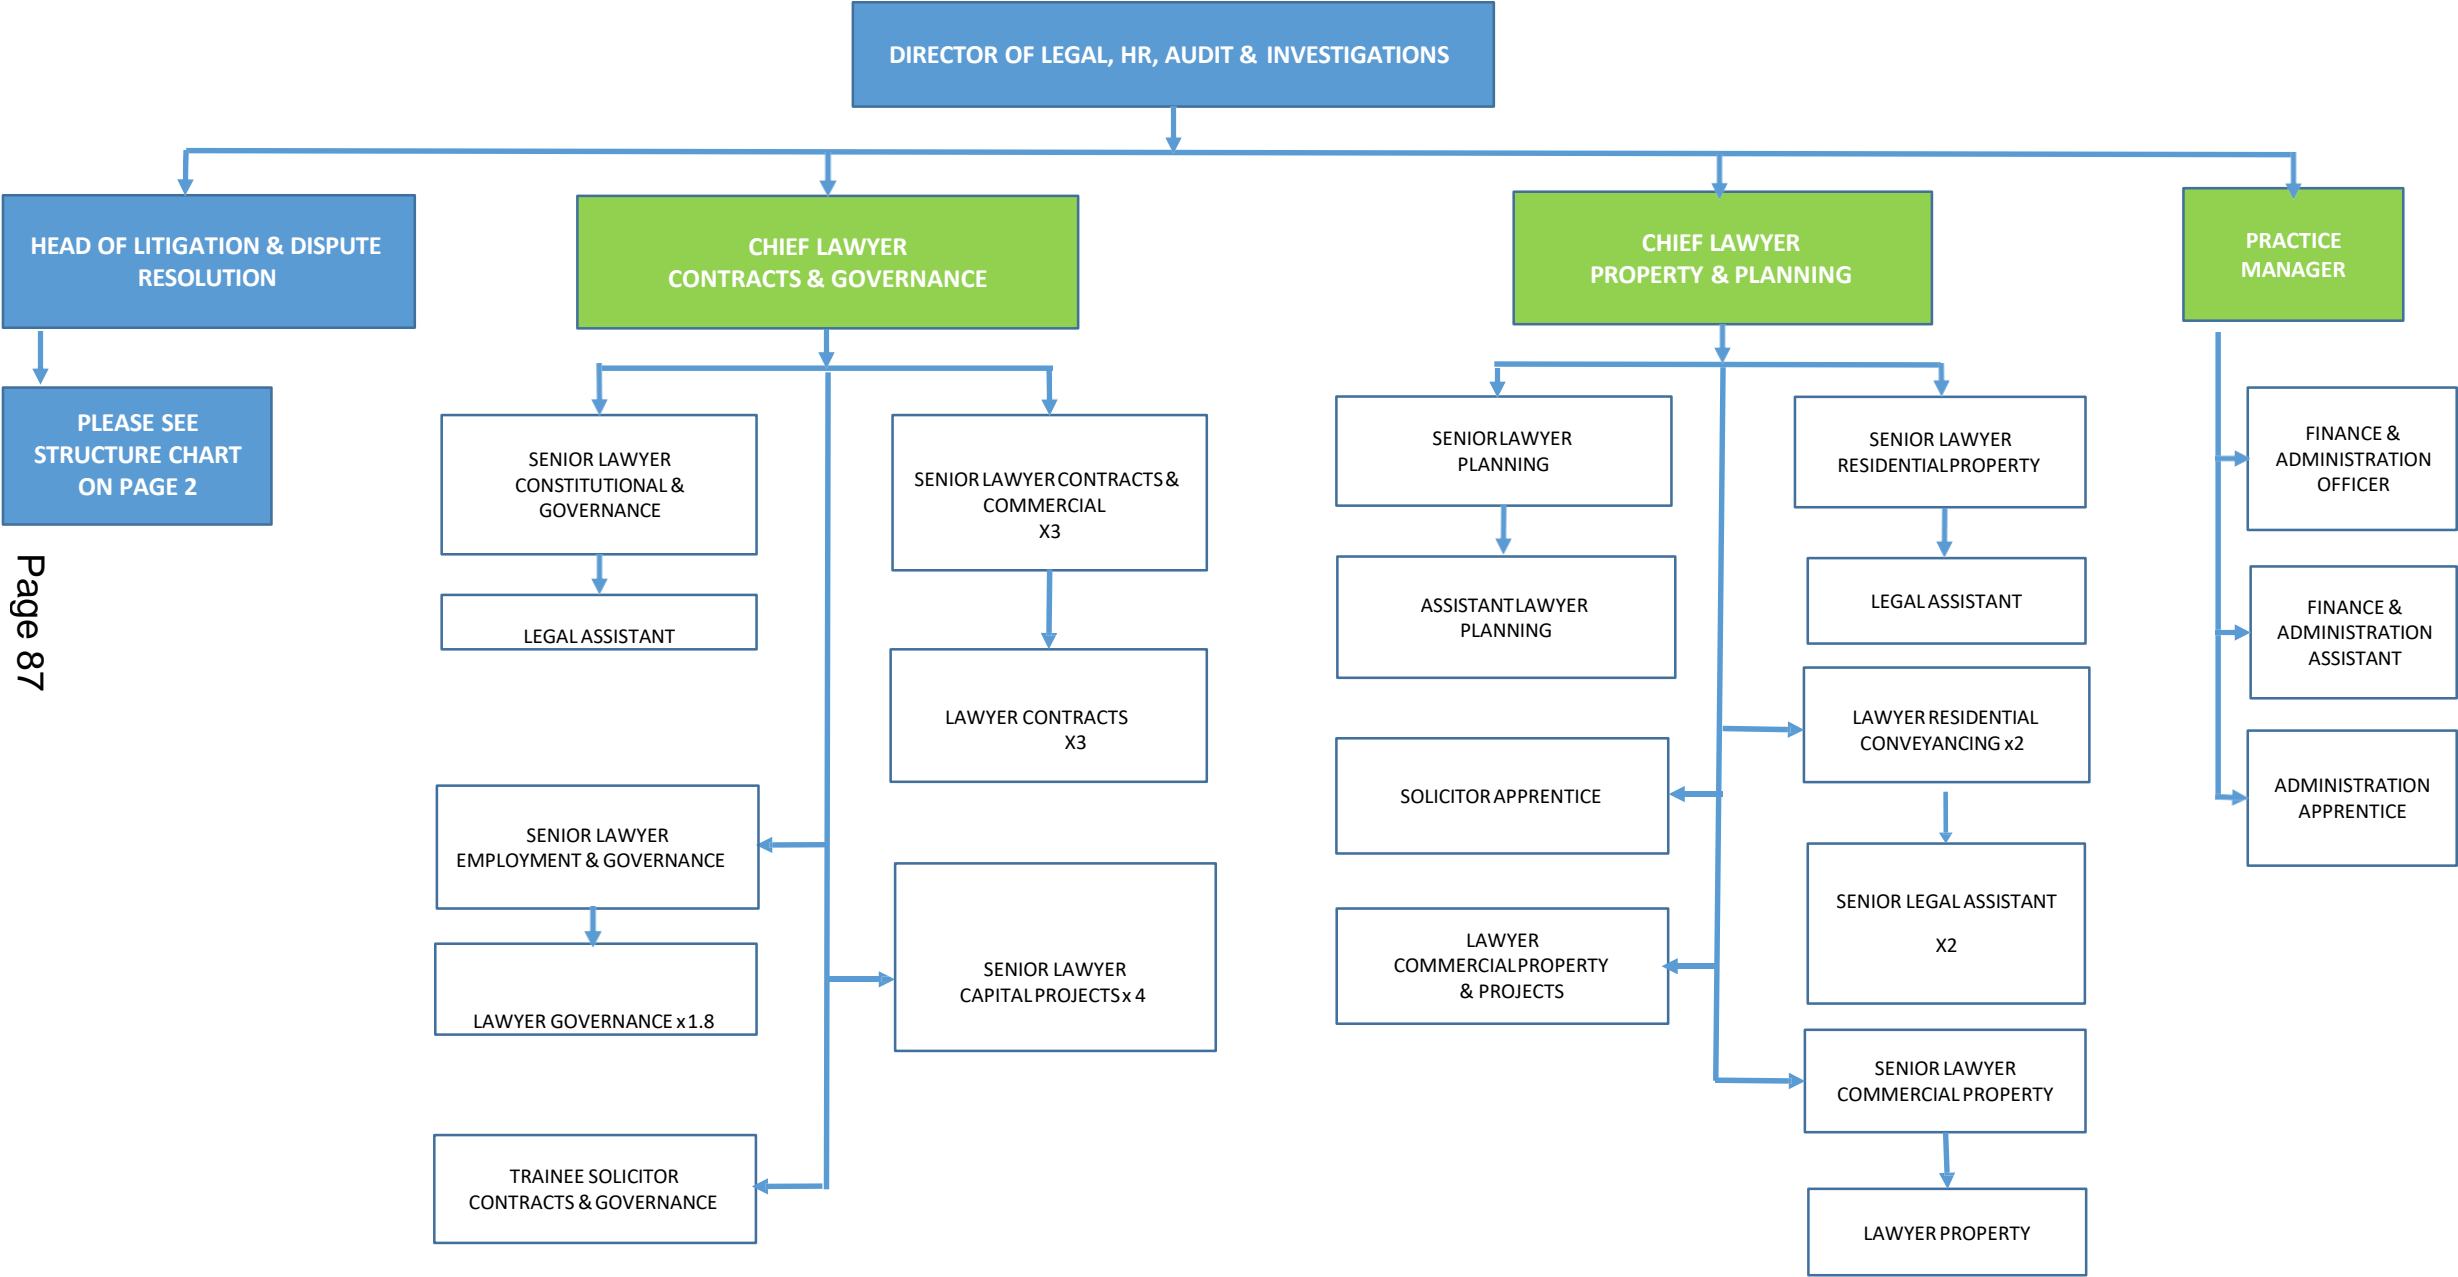 DIRECTOR OF LEGAL, HR, AUDIT & INVESTIGATIONS
HEAD OF LITIGATION & DISPUTE
RESOLUTION
PLEASE SEE
STRUCTURE CHART
ON PAGE 2
Page 87
CHIEF LAWYER
CONTRACTS & GOVERNANCE
SENIOR LAWYER
CONSTITUTIONAL &
GOVERNANCE
LEGAL ASSISTANT
SENIOR LAWYER CONTRACTS &
COMMERCIAL
X3
LAWYER CONTRACTS
X3
SENIOR LAWYER
EMPLOYMENT & GOVERNANCE
LAWYER GOVERNANCE x 1.8
SENIOR LAWYER
CAPITAL PROJECTS x 4
TRAINEE SOLICITOR
CONTRACTS & GOVERNANCE
CHIEF LAWYER
PROPERTY & PLANNING
SENIOR LAWYER
PLANNING
ASSISTANT LAWYER
PLANNING
SOLICITOR APPRENTICE
LAWYER
COMMERCIAL PROPERTY
& PROJECTS
SENIOR LAWYER
RESIDENTIAL PROPERTY
LEGAL ASSISTANT
LAWYER RESIDENTIAL
CONVEYANCING x2
SENIOR LEGAL ASSISTANT
X2
SENIOR LAWYER
COMMERCIAL PROPERTY
LAWYER PROPERTY
PRACTICE
MANAGER
FINANCE &
ADMINISTRATION
OFFICER
FINANCE &
ADMINISTRATION
ASSISTANT
ADMINISTRATION
APPRENTICE